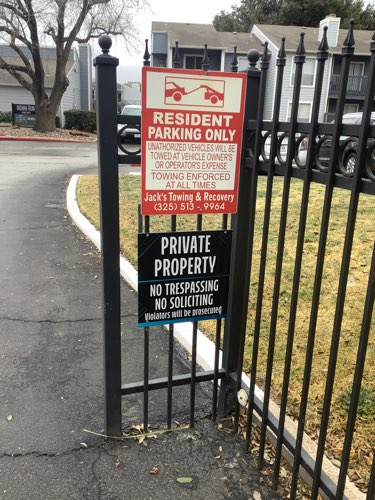 RESIDENT
PARKING ONLY
UNATHORIZED VEHICLES WILL BE
TOWED AT VEHICLE OWNER'S
OR OPERATOR'S EXPENSE
TOWING ENFORCED
AT ALL TIMES
Jack's Towing & Recovery
(325) 513-.9964
PRIVATE
PROPERTY
NO TRESPASSING
NO SOLICITING
Violators will be prosecuted